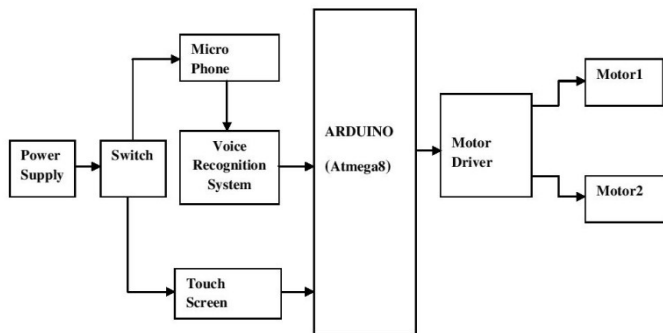 Micro
Phone
Power
Supply
Switch
Voice
Recognition
System
Touch
Screen
ARDUINO
(Atmega8)
Motor
Driver
Motor1
Motor2